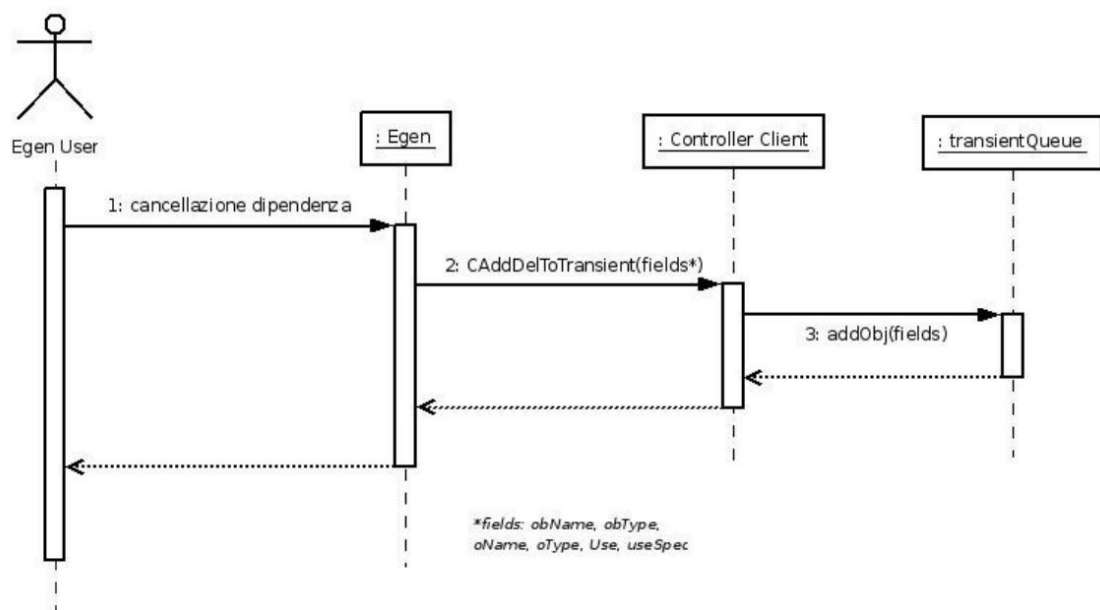 Egen User
: Egen
: Controller Client
: transientQueue
1: cancellazione dipendenza
2: CAddDelToTransient(fields*)
3: addObj(fields)
*fields: obName, obType,
oName, oType, Use, useSpec